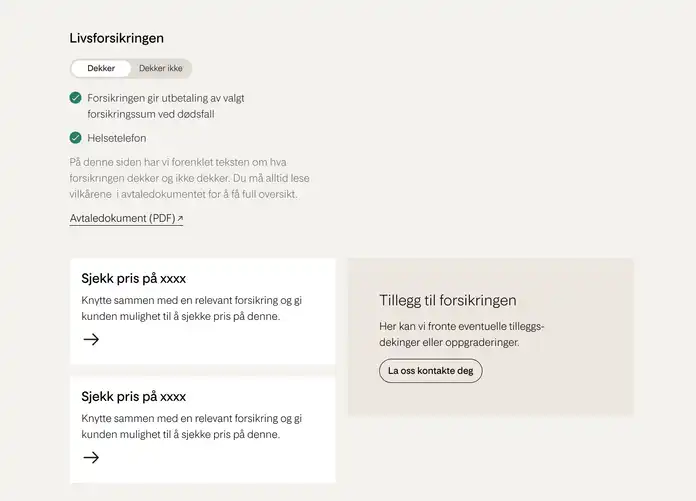 Livsforsikringen
Dekker
Dekker ikke
Forsikringen gir utbetaling av valgt
forsikringssum ved dødsfall
Helsetelefon
På denne siden har vi forenklet teksten om hva
forsikringen dekker og ikke dekker. Du må alltid lese
vilkårene i avtaledokumentet for å få full oversikt.
Avtaledokument (PDF) ↗
Sjekk pris på xxxx
Knytte sammen med en relevant forsikring og gi
kunden mulighet til å sjekke pris på denne.
Sjekk pris på xxxx
Knytte sammen med en relevant forsikring og gi
kunden mulighet til å sjekke pris på denne.
Tillegg til forsikringen
Her kan vi fronte eventuelle tilleggs-
dekinger eller oppgraderinger.
La oss kontakte deg